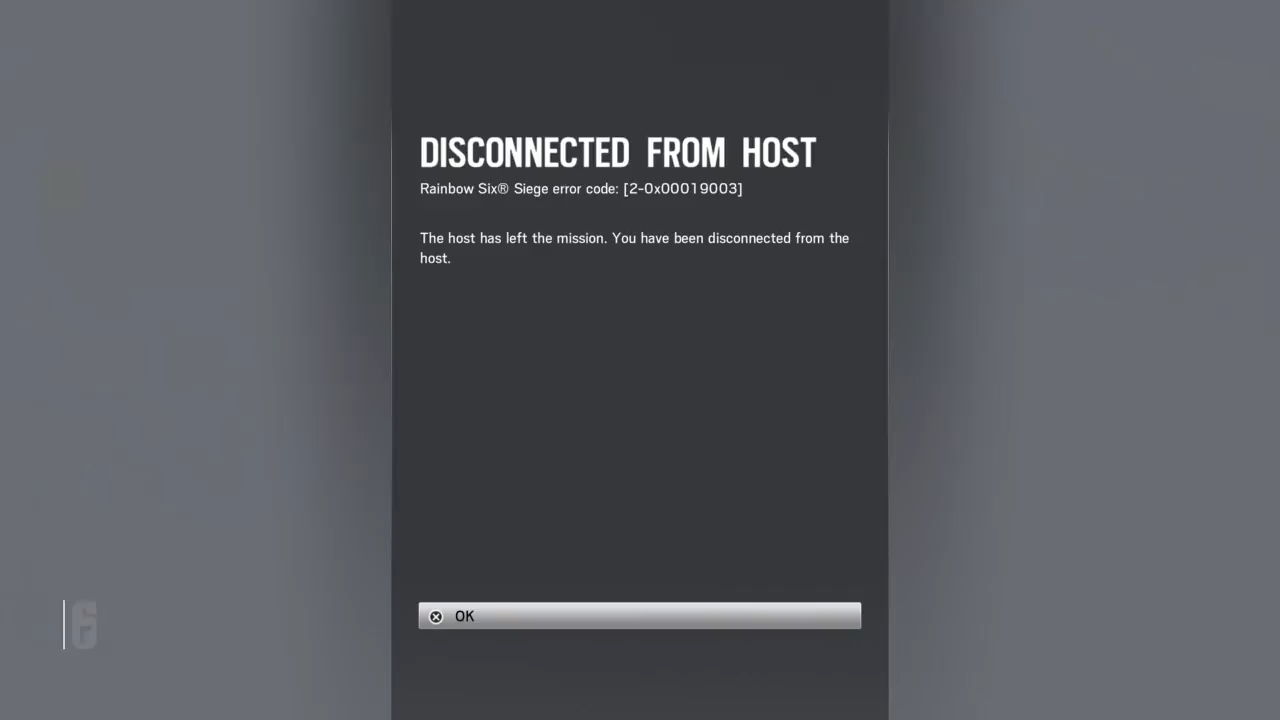 DISCONNECTED FROM HOST
Rainbow Six® Siege error code: [2-0x00019003]
The host has left the mission. You have been disconnected from the
host.
OK
6